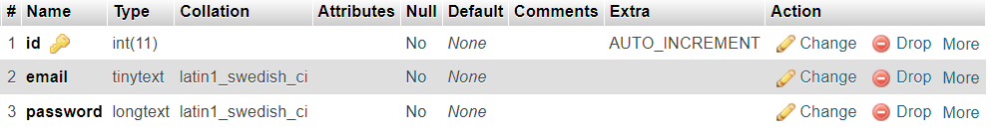 # Name Type Collation Attributes Null Default Comments Extra Action
1 id int(11) No None AUTO_INCREMENT Change Drop More
2 email tinytext latin1_swedish_ci No None Change Drop More
3 password longtext latin1_swedish_ci No None Change Drop More